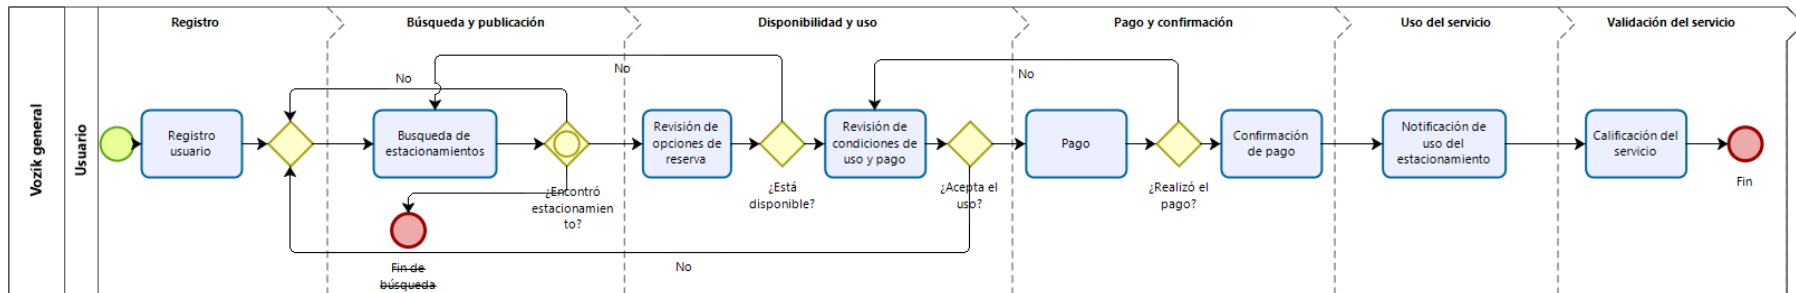 Vozik general
Usuario
Registro
Búsqueda y publicación
Disponibilidad y uso
Pago y confirmación
Uso del servicio
Validación del servicio
Registro
usuario
No
Busqueda de
estacionamientos
¿Encontró
estacionamien
to?
Fin de
búsqueda
No
Revisión de
opciones de
reserva
¿Está
disponible?
Revisión de
condiciones de
uso y pago
¿Acepta el
uso?
No
Pago
¿Realizó el
pago?
No
Confirmación
de pago
Notificación de
uso del
estacionamiento
Calificación del
servicio
Fin